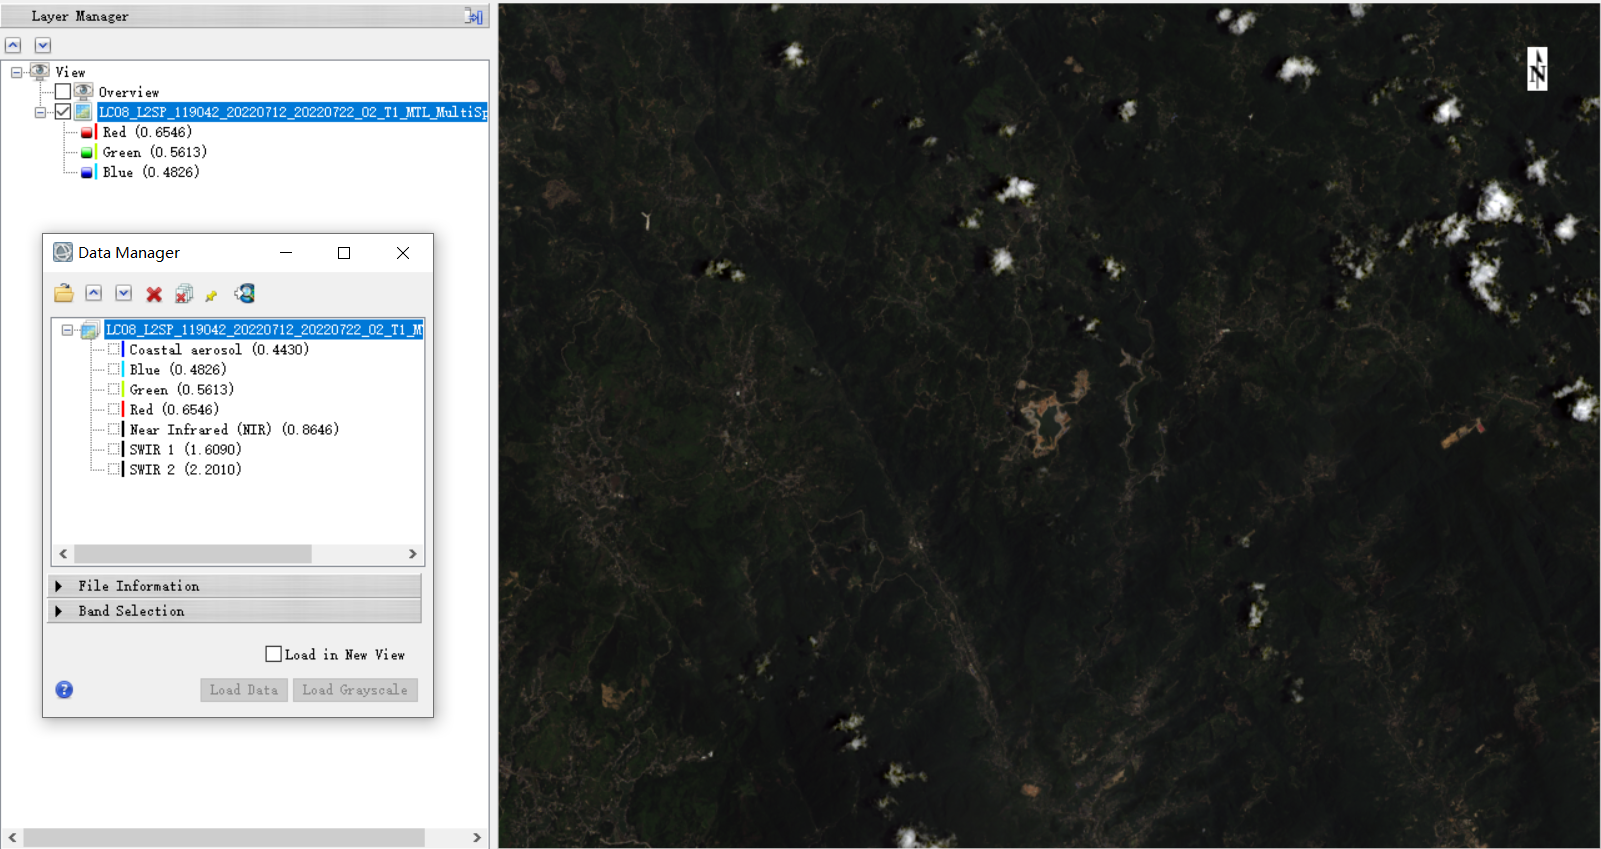 Layer Manager
View
Overview
LC08_L2SP_119042_20220712_20220722_02_T1_MTL_MultiSp
Red (0.6546)
Green (0.5613)
Blue (0.4826)
Data Manager
LC08_L2SP_119042_20220712_20220722_02_T1_M
Coastal aerosol (0.4430)
Blue (0.4826)
Green (0.5613)
Red (0.6546)
Near Infrared (NIR) (0.8646)
SWIR 1 (1.6090)
SWIR 2 (2.2010)
File Information
Band Selection
Load in New View
Load Data Load Grayscale
N